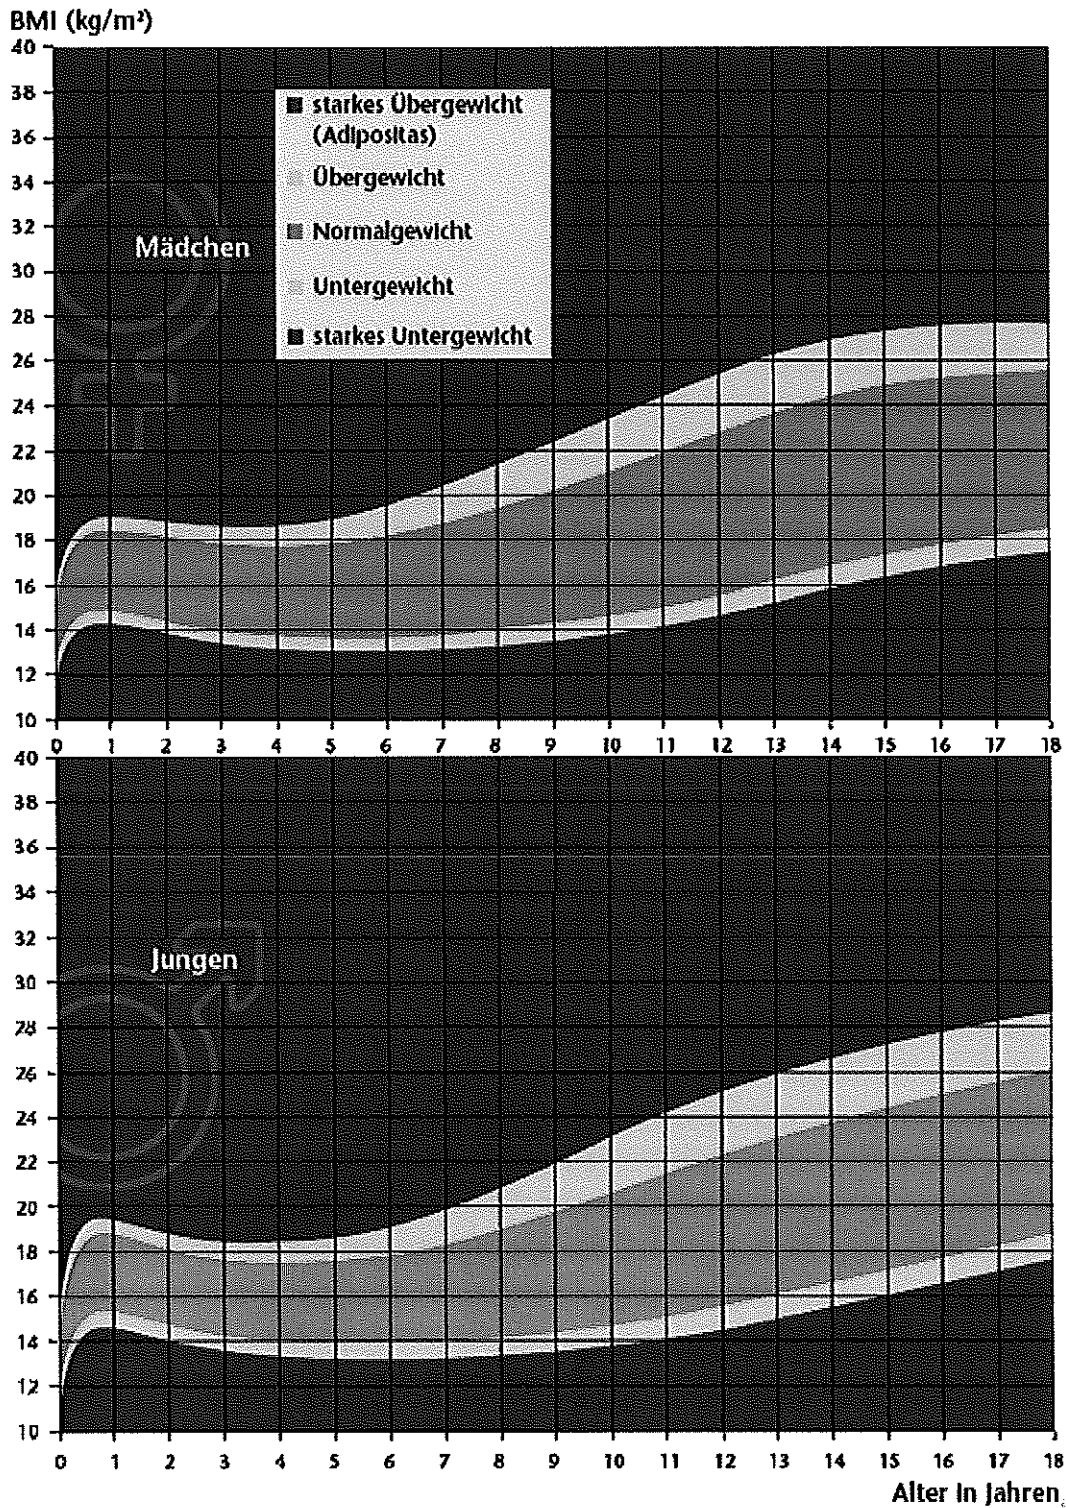 BMI (kg/m²)
40
38
36
34
32
30
28
26
24
22
20
18
16
14
12
10
starkes Übergewicht
(Adipositas)
Übergewicht
Normalgewicht
Untergewicht
starkes Untergewicht
Mädchen
0 1 2 3 4 5 6 7 8 9 10 11 12 13 14 15 16 17 18
40
38
36
34
32
30
28
26
24
22
20
18
16
14
12
10
Jungen
0 1 2 3 4 5 6 7 8 9 10 11 12 13 14 15 16 17 18
Alter in Jahren